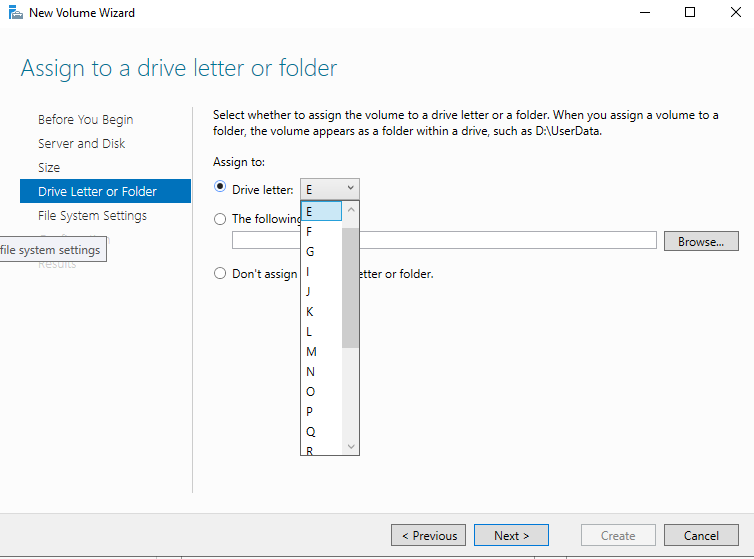 New Volume Wizard
Assign to a drive letter or folder
Before You Begin
Server and Disk
Size
Drive Letter or Folder
File System Settings
file system settings
Results
Select whether to assign the volume to a drive letter or a folder. When you assign a volume to a
folder, the volume appears as a folder within a drive, such as D:\UserData.
Assign to:
Drive letter: E
The following
Browse...
Don't assign etter or folder.
E
F
G
I
J
K
L
M
N
O
P
Q
R
< Previous
Next >
Create
Cancel